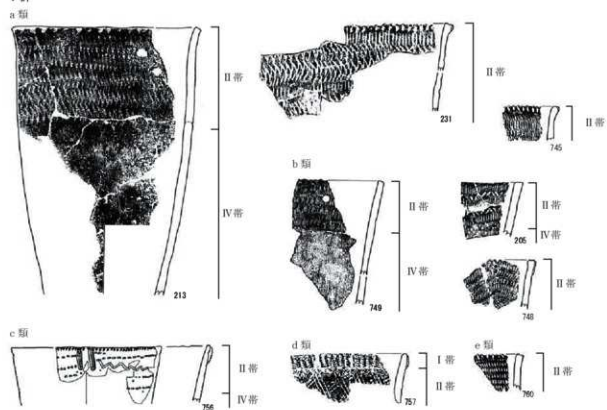 a 類
Ⅱ 帯
Ⅳ 帯
213
Ⅱ 帯
231
Ⅱ 帯
745
b 類
Ⅱ 帯
Ⅳ 帯
749
Ⅱ 帯
Ⅳ 帯
205
Ⅱ 帯
748
c 類
Ⅱ 帯
Ⅳ 帯
756
d 類
Ⅰ 帯
Ⅱ 帯
757
e 類
Ⅱ 帯
760